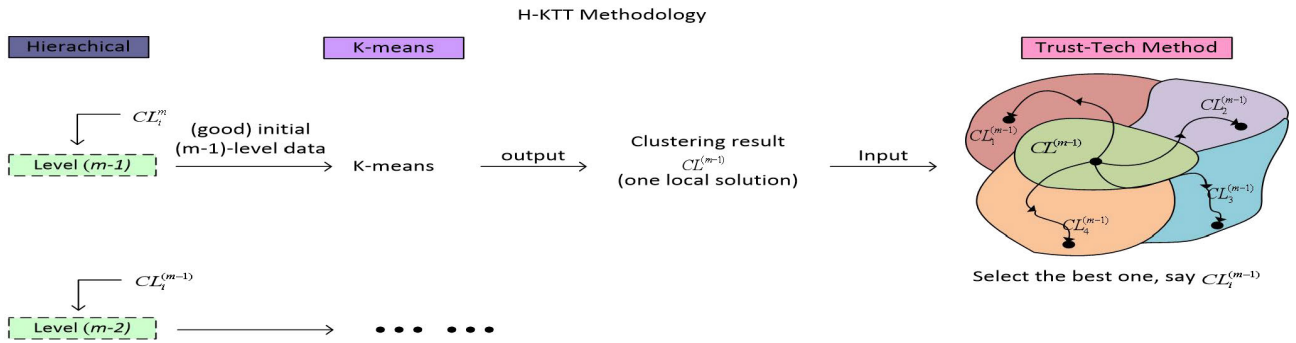 H-KTT Methodology
Hierachical
K-means
Trust-Tech Method
CL_i^m
Level (m-1)
(good) initial
(m-1)-level data
K-means
output
Clustering result
CL^(m-1)
(one local solution)
Input
CL_1^(m-1)
CL_2^(m-1)
CL^(m-1)
CL_3^(m-1)
CL_4^(m-1)
Select the best one, say CL_i^(m-1)
CL_i^(m-1)
Level (m-2)